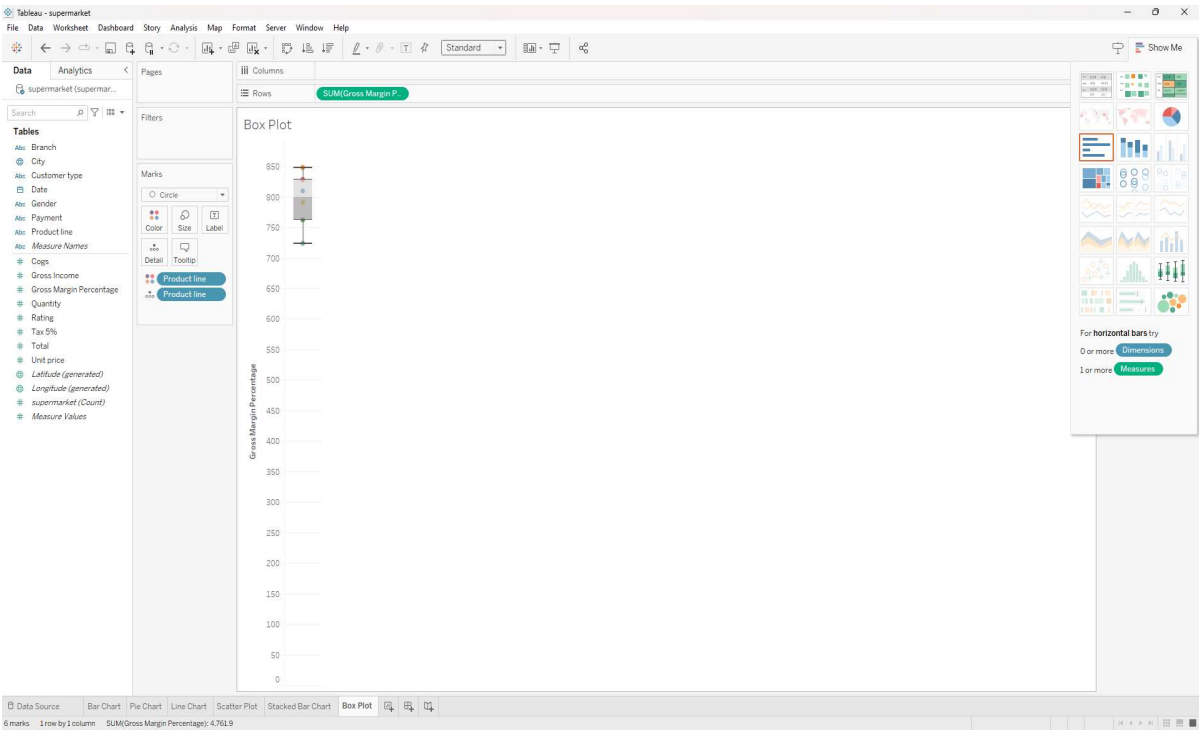 Tableau - supermarket
File Data Worksheet Dashboard Story Analysis Map Format Server Window Help
Standard
Show Me
Data Analytics
supermarket (supermar...
Search
Tables
Abc Branch
City
Abc Customer type
Date
Abc Gender
Abc Payment
Abc Product line
Abc Measure Names
# Cogs
# Gross Income
# Gross Margin Percentage
# Quantity
# Rating
# Tax 5%
# Total
# Unit price
Latitude (generated)
Longitude (generated)
# supermarket (Count)
# Measure Values
Pages
Filters
Marks
Circle
Color Size Label
Detail Tooltip
Product line
Product line
Columns
Rows SUM(Gross Margin P...
Box Plot
850
800
750
700
650
600
550
500
450
400
350
300
250
200
150
100
50
0
Gross Margin Percentage
For horizontal bars try
0 or more Dimensions
1 or more Measures
Data Source Bar Chart Pie Chart Line Chart Scatter Plot Stacked Bar Chart Box Plot
6 marks 1 row by 1 column SUM(Gross Margin Percentage): 4,761.9